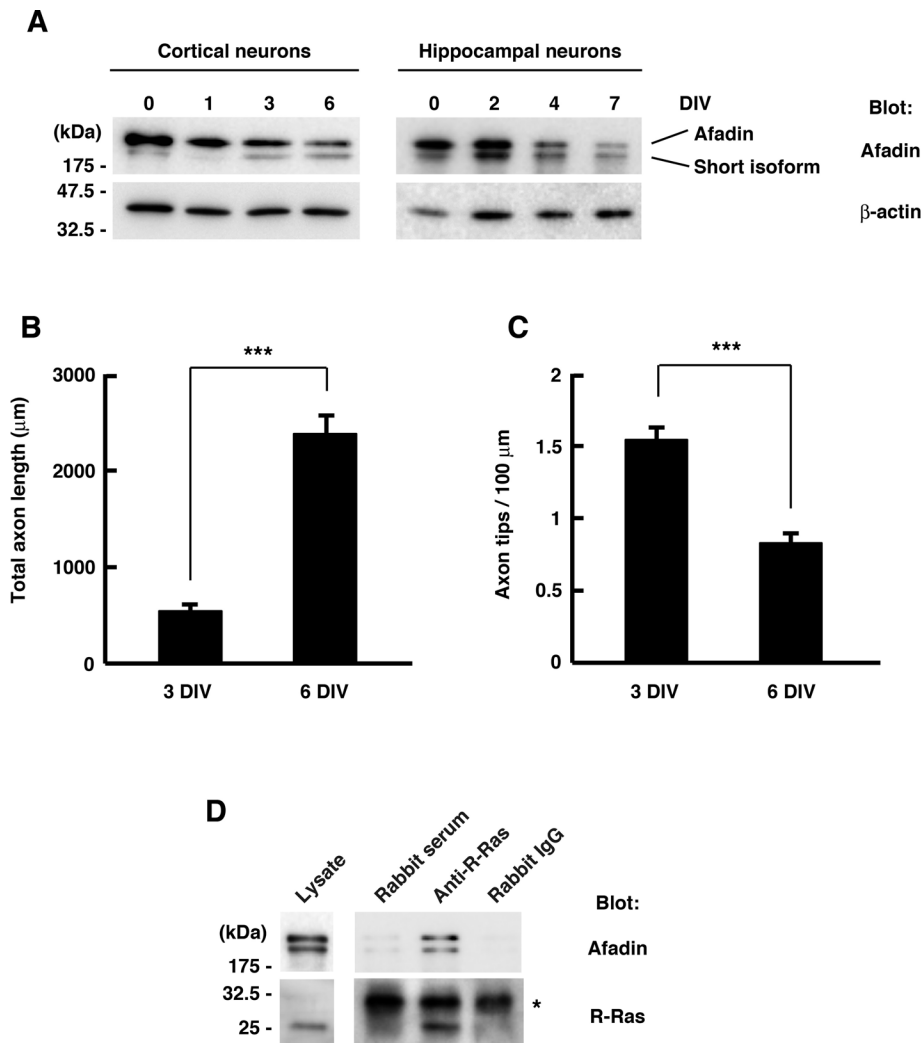 A
Cortical neurons
Hippocampal neurons
0 1 3 6
0 2 4 7
DIV
Blot:
(kDa)
175 -
Afadin
Short isoform
Afadin
47.5 -
32.5 -
β-actin
B
***
Total axon length (μm)
3000
2000
1000
0
3 DIV
6 DIV
C
***
Axon tips / 100 μm
2
1.5
1
0.5
0
3 DIV
6 DIV
D
Lysate
Rabbit serum
Anti-R-Ras
Rabbit IgG
Blot:
(kDa)
175 -
Afadin
32.5 -
25 -
*
R-Ras